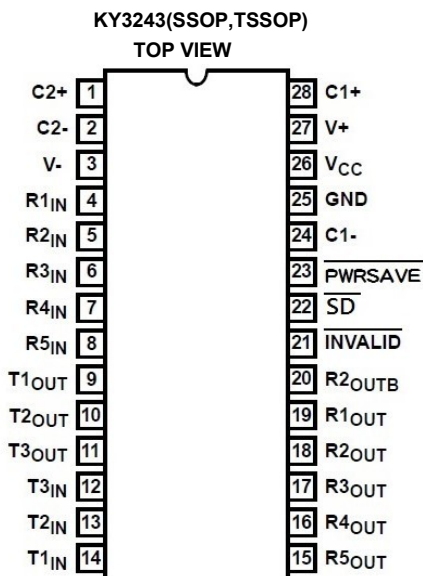 KY3243(SSOP,TSSOP)
TOP VIEW
C2+ 1 28 C1+
C2- 2 27 V+
V- 3 26 VCC
R1IN 4 25 GND
R2IN 5 24 C1-
R3IN 6 23 PWRSAVE
R4IN 7 22 SD
R5IN 8 21 INVALID
T1OUT 9 20 R2OUTB
T2OUT 10 19 R1OUT
T3OUT 11 18 R2OUT
T3IN 12 17 R3OUT
T2IN 13 16 R4OUT
T1IN 14 15 R5OUT